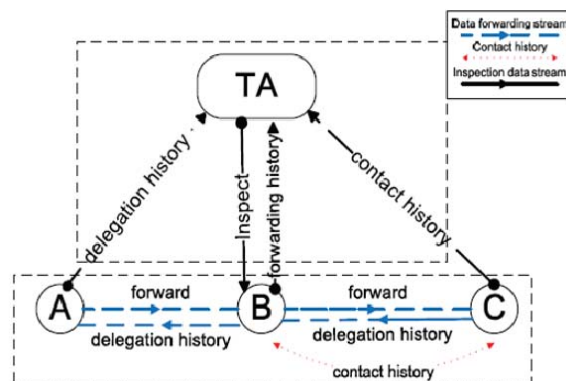 Data forwarding stream
Contact history
Inspection data stream
TA
delegation history
Inspect
forwarding history
contact history
A
forward
B
forward
C
delegation history
delegation history
contact history